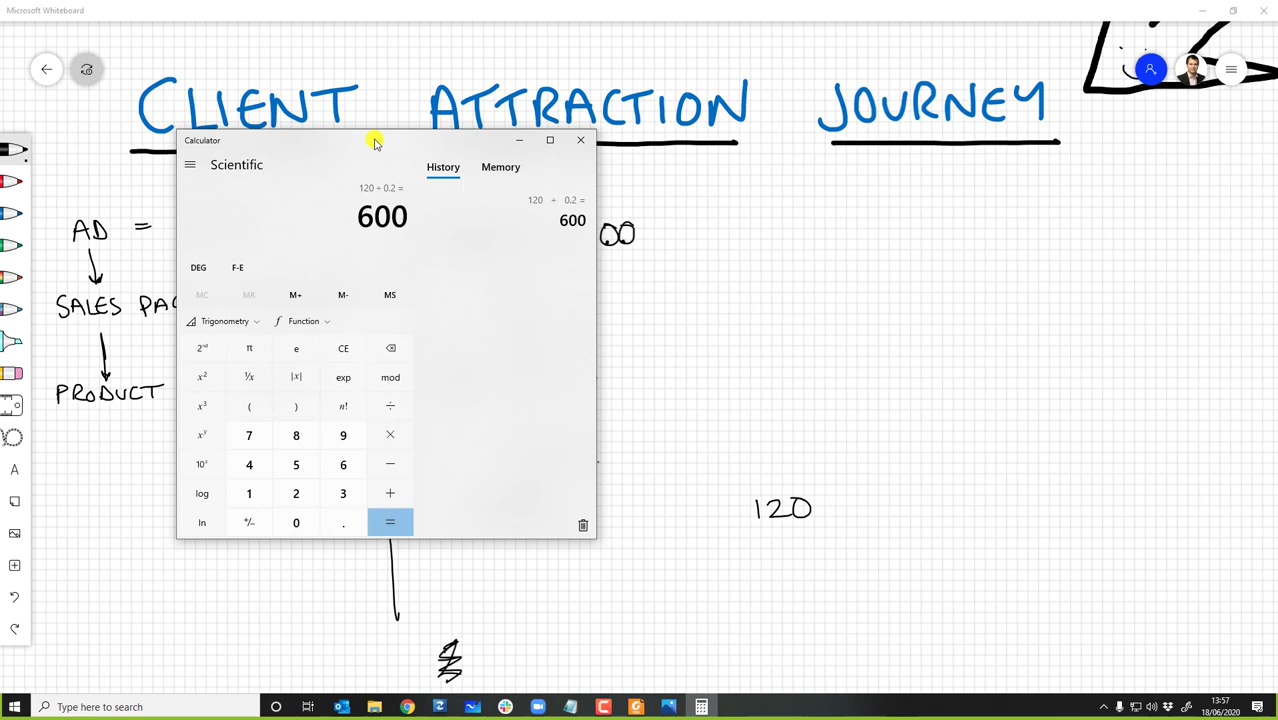 Microsoft Whiteboard
CLIENT ATTRACTION JOURNEY
AD =
00
SALES PAG
PRODUCT
120
Calculator
Scientific
History Memory
120 ÷ 0.2 =
600
120 ÷ 0.2 =
600
DEG F-E
MC MR M+ M- MS
Trigonometry Function
2ⁿᵈ π e CE
x² ¹/x |x| exp mod
x³ ( ) n! ÷
xʸ 7 8 9 ×
10ˣ 4 5 6 −
log 1 2 3 +
ln +/− 0 . =
A
Type here to search
13:57
18/06/2020